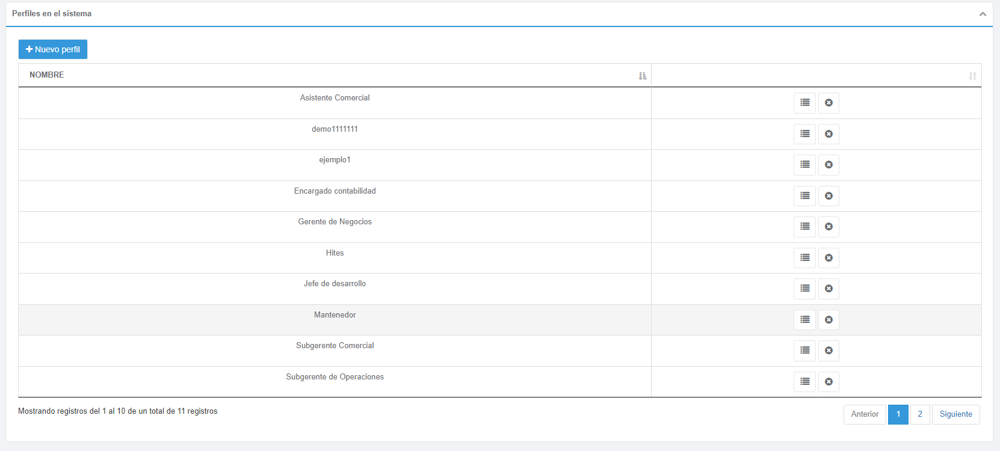 Perfiles en el sistema
Nuevo perfil
NOMBRE
Asistente Comercial
demo1111111
ejemplo1
Encargado contabilidad
Gerente de Negocios
Hites
Jefe de desarrollo
Mantenedor
Subgerente Comercial
Subgerente de Operaciones
Mostrando registros del 1 al 10 de un total de 11 registros
Anterior 1 2 Siguiente